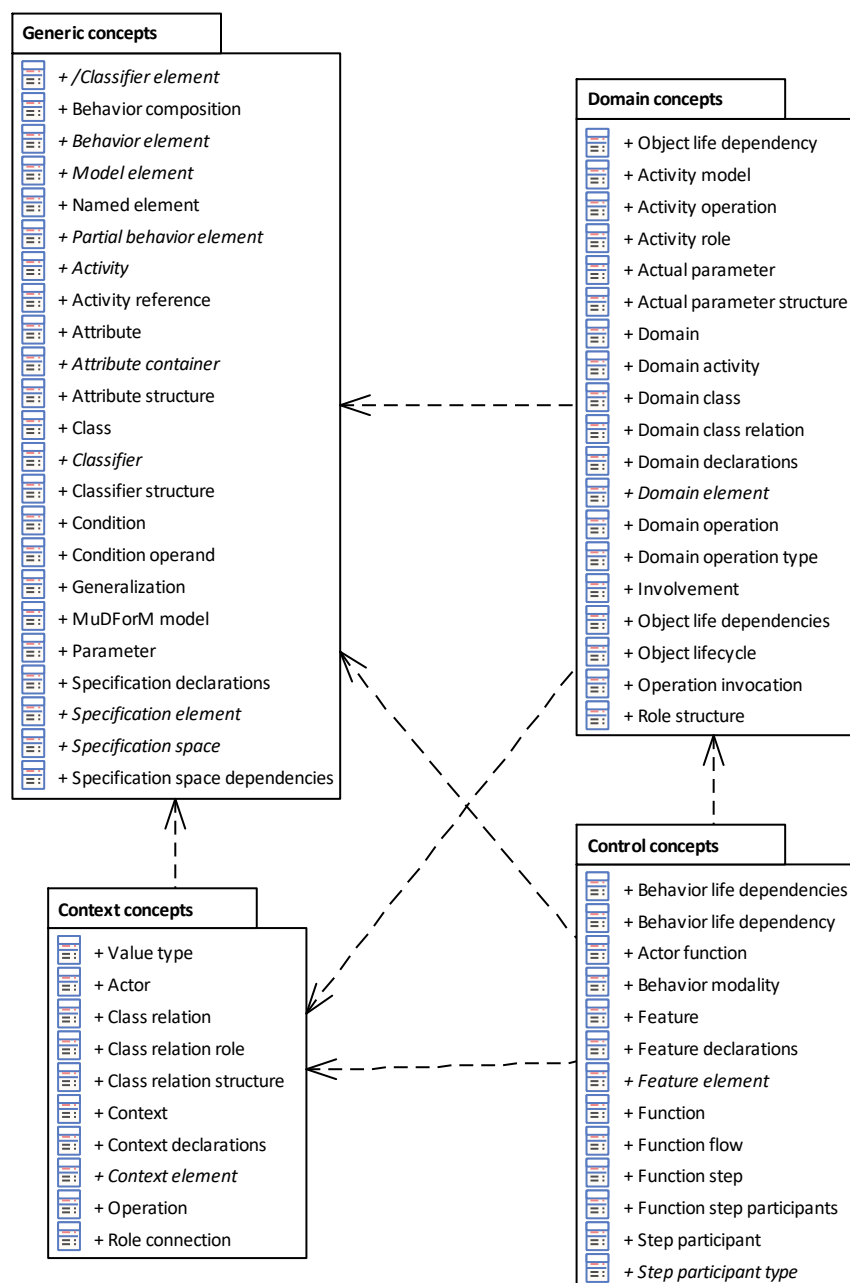 Generic concepts
+ /Classifier element
+ Behavior composition
+ Behavior element
+ Model element
+ Named element
+ Partial behavior element
+ Activity
+ Activity reference
+ Attribute
+ Attribute container
+ Attribute structure
+ Class
+ Classifier
+ Classifier structure
+ Condition
+ Condition operand
+ Generalization
+ MuDForM model
+ Parameter
+ Specification declarations
+ Specification element
+ Specification space
+ Specification space dependencies
Domain concepts
+ Object life dependency
+ Activity model
+ Activity operation
+ Activity role
+ Actual parameter
+ Actual parameter structure
+ Domain
+ Domain activity
+ Domain class
+ Domain class relation
+ Domain declarations
+ Domain element
+ Domain operation
+ Domain operation type
+ Involvement
+ Object life dependencies
+ Object lifecycle
+ Operation invocation
+ Role structure
Context concepts
+ Value type
+ Actor
+ Class relation
+ Class relation role
+ Class relation structure
+ Context
+ Context declarations
+ Context element
+ Operation
+ Role connection
Control concepts
+ Behavior life dependencies
+ Behavior life dependency
+ Actor function
+ Behavior modality
+ Feature
+ Feature declarations
+ Feature element
+ Function
+ Function flow
+ Function step
+ Function step participants
+ Step participant
+ Step participant type